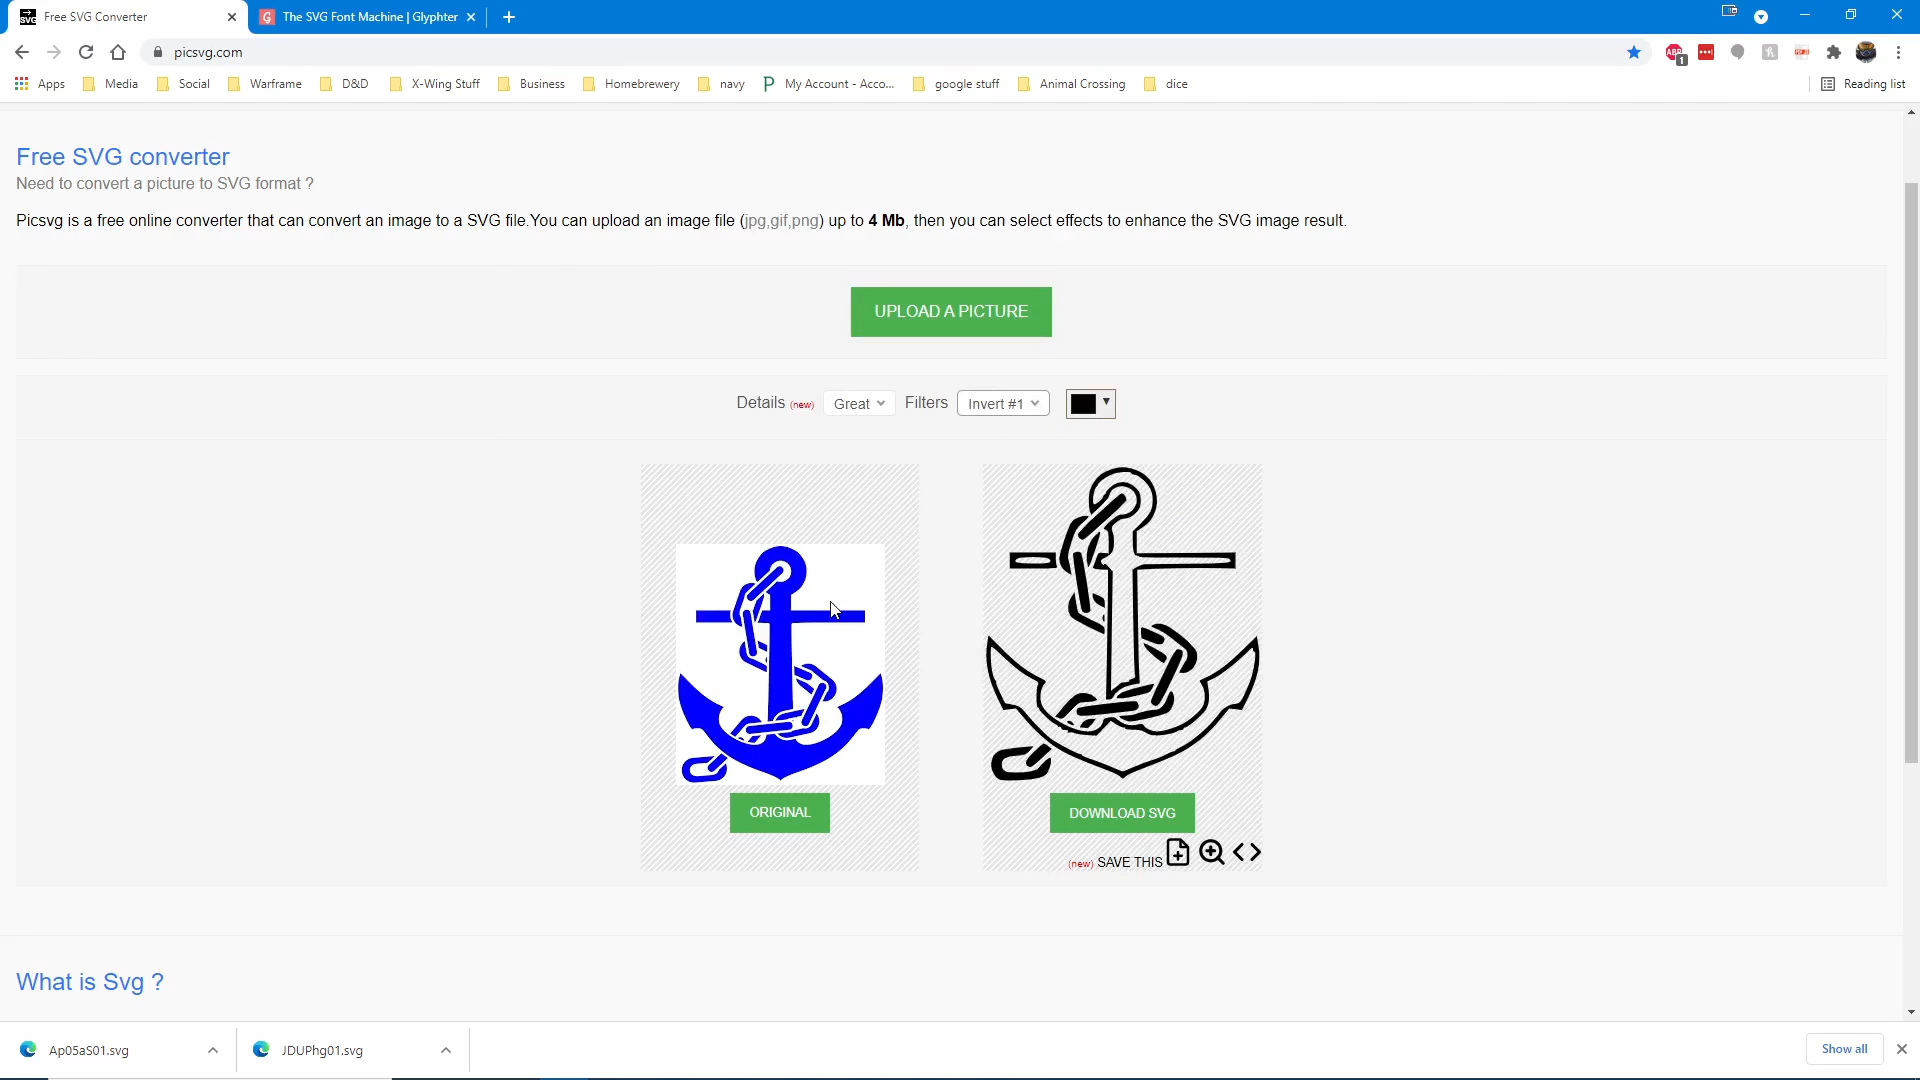 Free SVG Converter
The SVG Font Machine | Glyphter
picsvg.com
Apps Media Social Warframe D&D X-Wing Stuff Business Homebrewery navy My Account - Acco... google stuff Animal Crossing dice Reading list
Free SVG converter
Need to convert a picture to SVG format ?
Picsvg is a free online converter that can convert an image to a SVG file.You can upload an image file (jpg,gif,png) up to 4 Mb, then you can select effects to enhance the SVG image result.
UPLOAD A PICTURE
Details (new) Great Filters Invert #1
ORIGINAL
DOWNLOAD SVG
(new) SAVE THIS
What is Svg ?
Ap05aS01.svg
JDUPhg01.svg
Show all